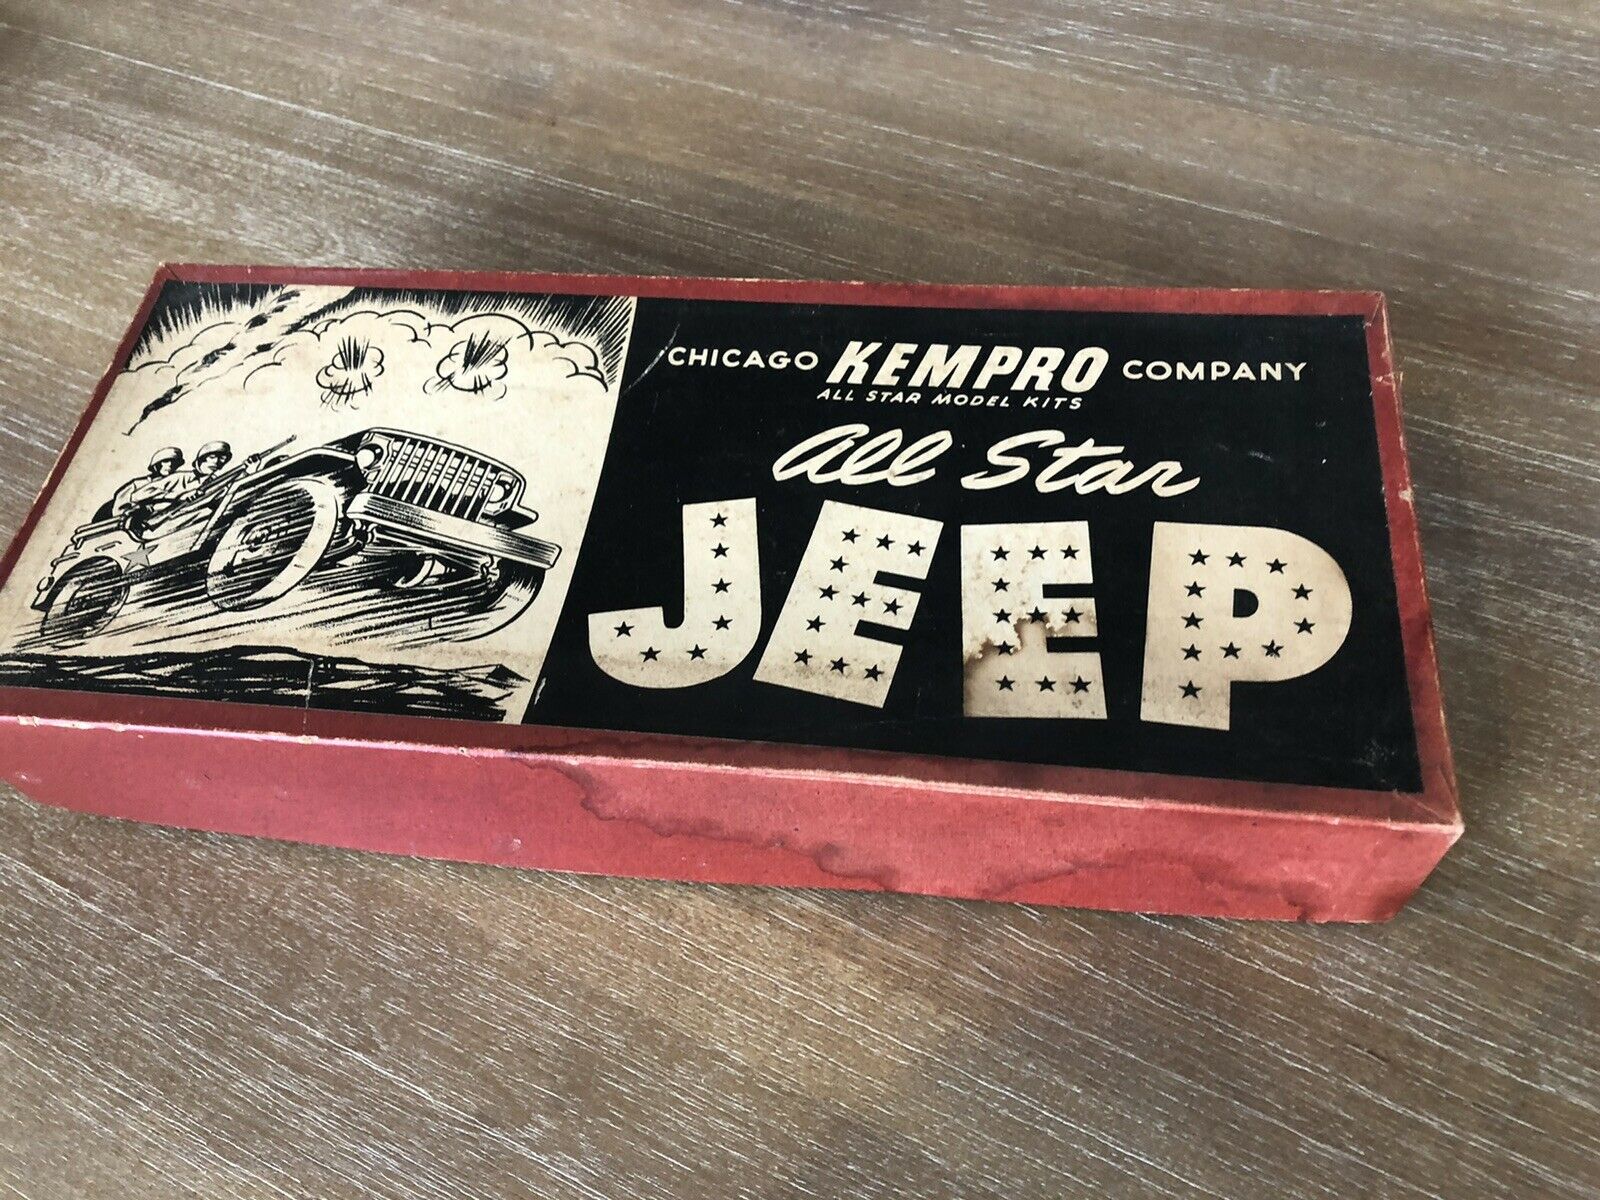 CHICAGO KEMPRO COMPANY
ALL STAR MODEL KITS
All Star
JEEP